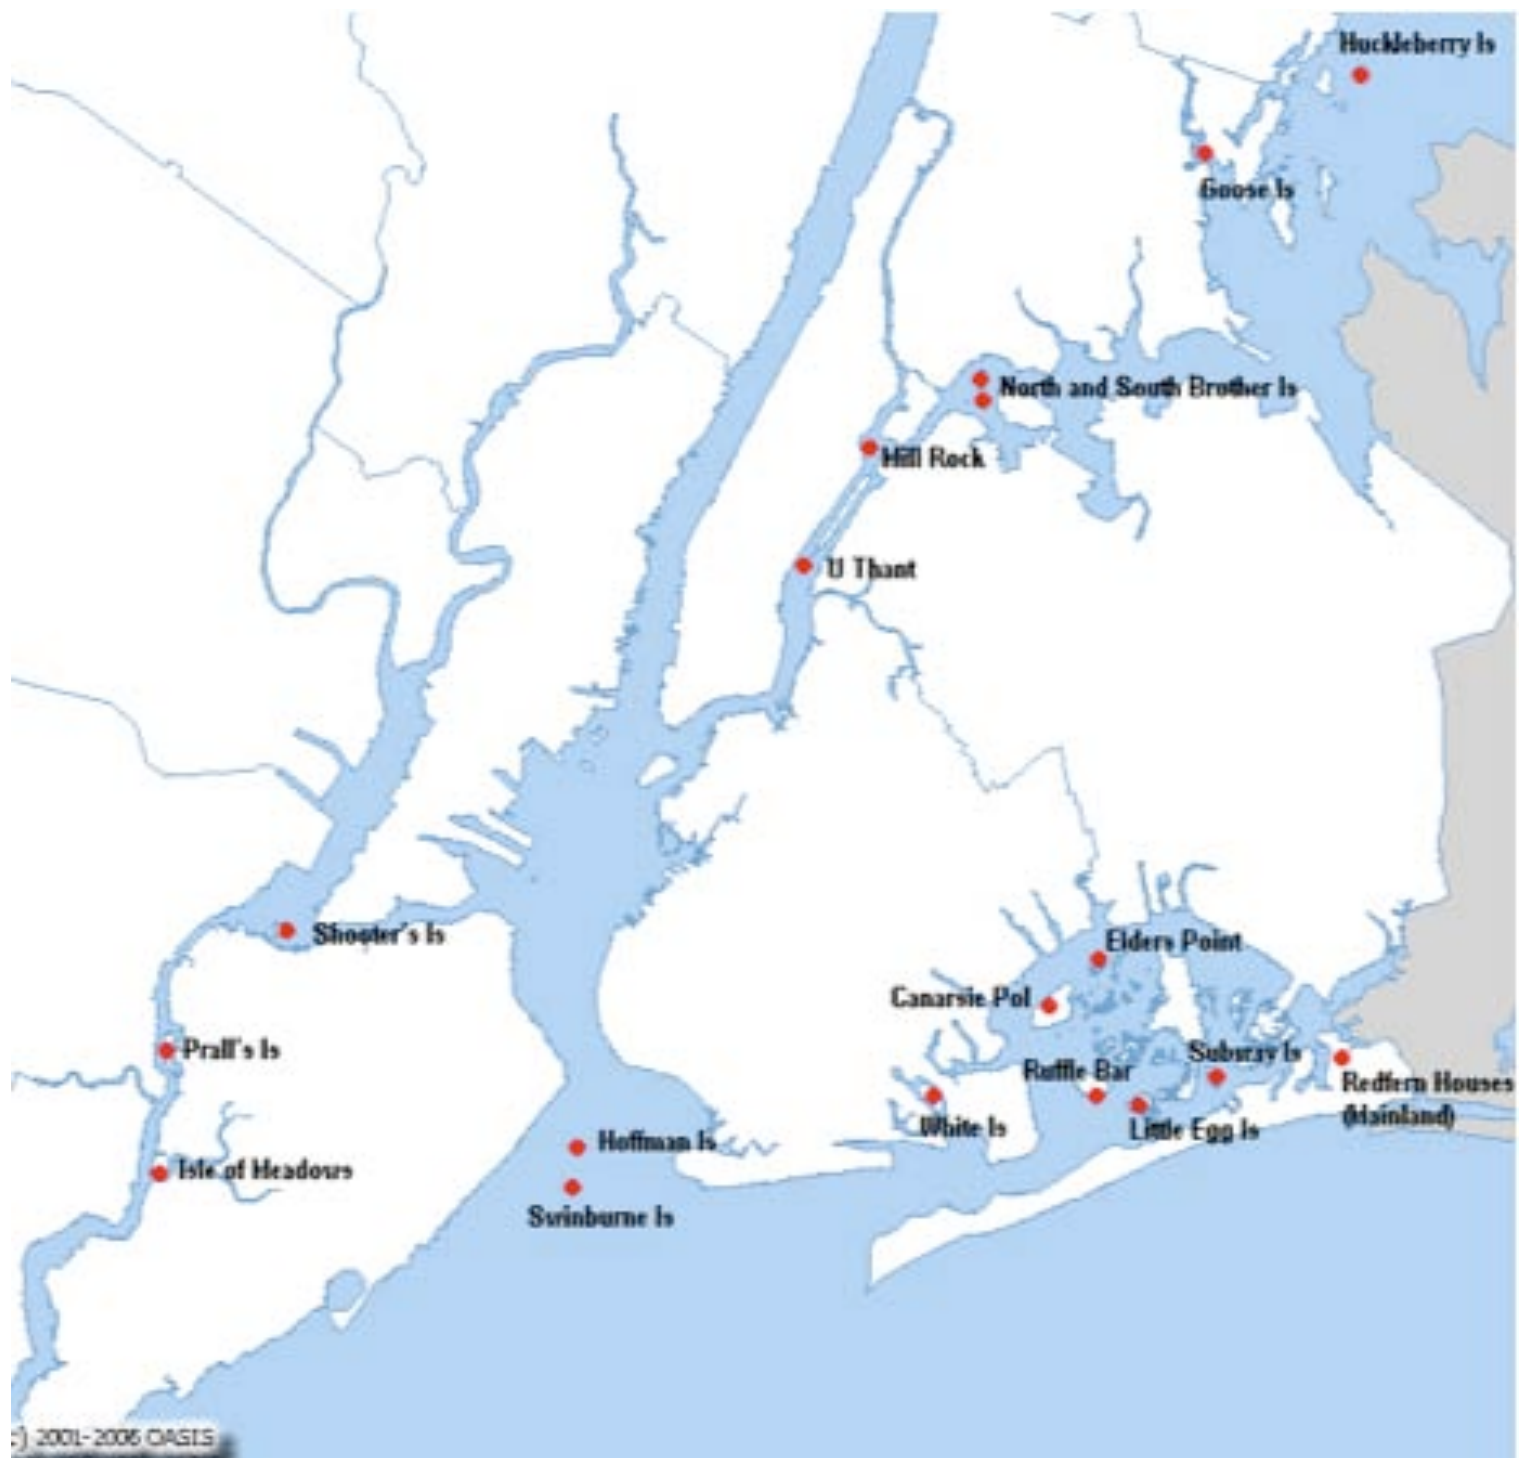 Huckleberry Is
Goose Is
North and South Brother Is
Mill Rock
U Thant
Shooter's Is
Elders Point
Canarsie Pol
Prall's Is
Subway Is
Ruffle Bar
Redfern Houses
(Mainland)
White Is
Little Egg Is
Hoffman Is
Isle of Meadows
Swinburne Is
c) 2001-2006 OASIS